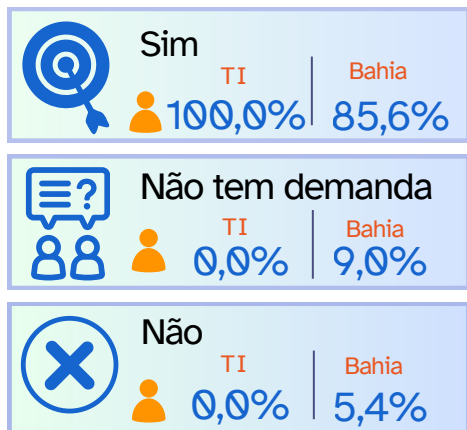 Sim
TI Bahia
100,0% 85,6%
?
Não tem demanda
TI Bahia
0,0% 9,0%
Não
TI Bahia
0,0% 5,4%